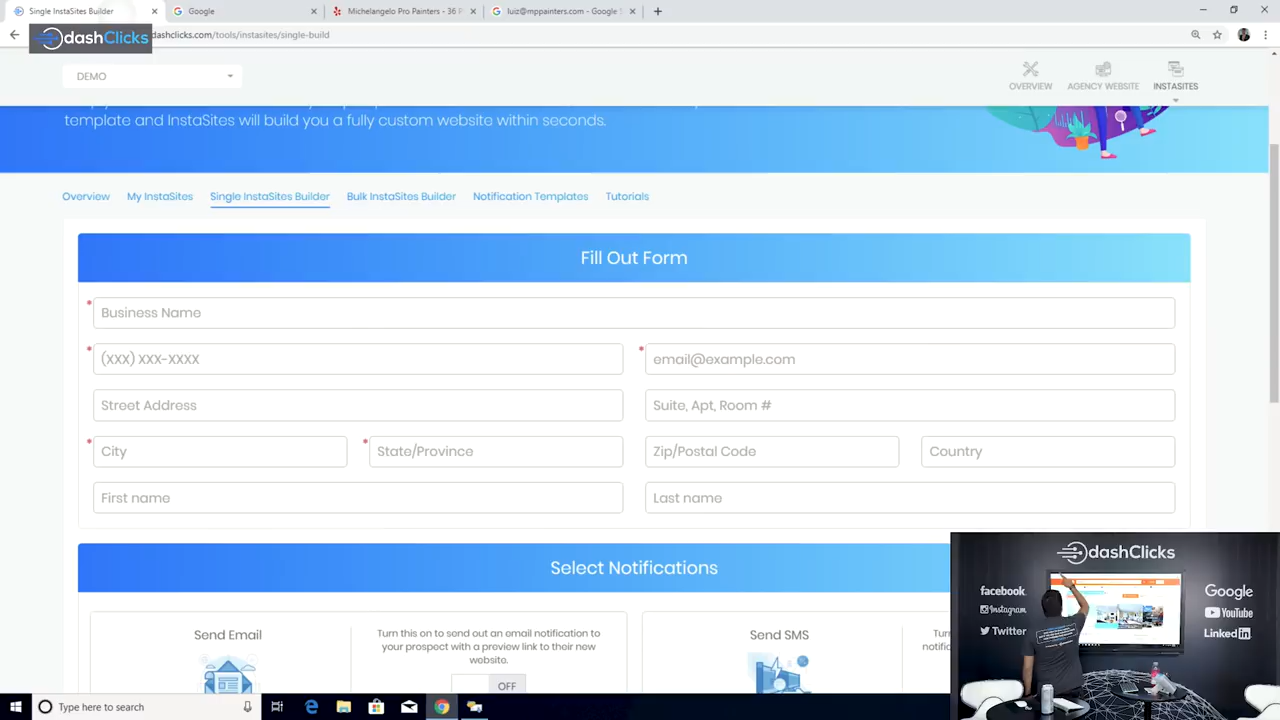 Single InstaSites Builder
Google
Michelangelo Pro Painters - 36 P
luiz@mppainters.com - Google S
dashClicks
dashclicks.com/tools/instasites/single-build
DEMO
OVERVIEW
AGENCY WEBSITE
INSTASITES
template and InstaSites will build you a fully custom website within seconds.
Overview
My InstaSites
Single InstaSites Builder
Bulk InstaSites Builder
Notification Templates
Tutorials
Fill Out Form
* Business Name
* (XXX) XXX-XXXX
* email@example.com
Street Address
Suite, Apt, Room #
* City
* State/Province
Zip/Postal Code
Country
First name
Last name
Select Notifications
Send Email
Turn this on to send out an email notification to
your prospect with a preview link to their new
website.
OFF
Send SMS
dashClicks
facebook
Instagram
Twitter
Google
YouTube
Linked in
Type here to search